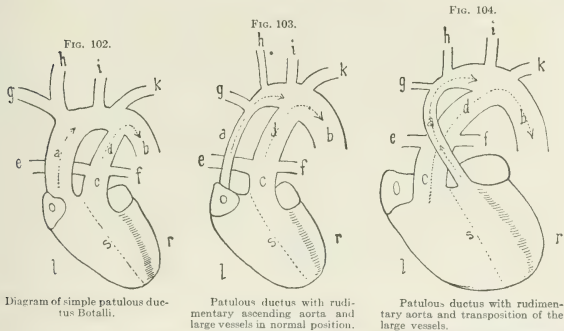 FIG. 102.
h
i
k
g
a
d
b
e
c
f
o
s
r
l
Diagram of simple patulous duc-
tus Botalli.
FIG. 103.
h
i
k
g
a
d
b
e
c
f
o
s
r
l
Patulous ductus with rudi-
mentary ascending aorta and
large vessels in normal position.
FIG. 104.
h
i
k
g
a
d
b
e
f
c
o
s
r
l
Patulous ductus with rudimen-
tary aorta and transposition of the
large vessels.